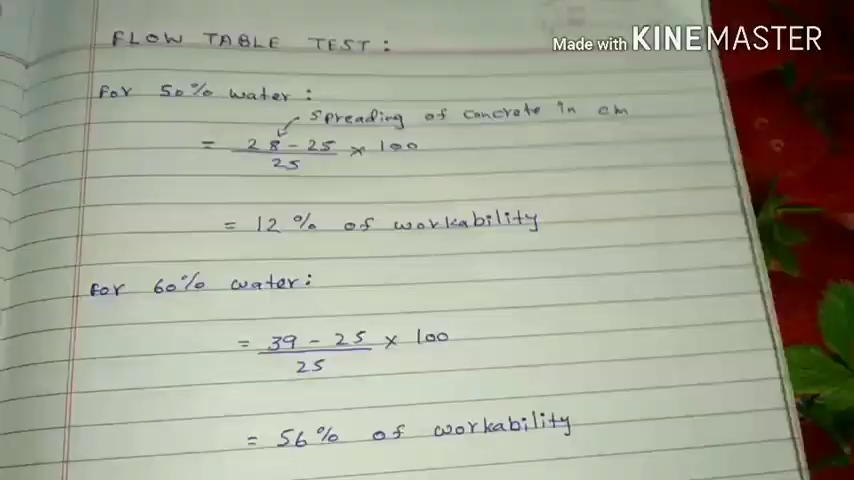 FLOW TABLE TEST :
Made with KINEMASTER
For 50% water :
spreading of concrete in cm
= 28 - 25 / 25 × 100
= 12 % of workability
For 60% water :
= 39 - 25 / 25 × 100
= 56% of workability